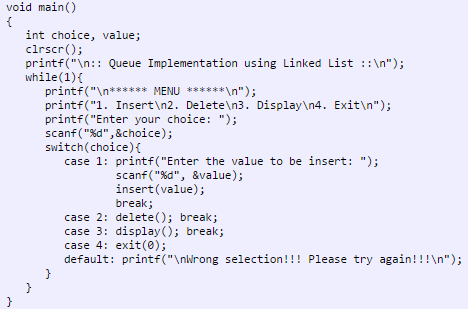 void main()
{
   int choice, value;
   clrscr();
   printf("\n:: Queue Implementation using Linked List ::\n");
   while(1){
      printf("\n****** MENU ******\n");
      printf("1. Insert\n2. Delete\n3. Display\n4. Exit\n");
      printf("Enter your choice: ");
      scanf("%d",&choice);
      switch(choice){
         case 1: printf("Enter the value to be insert: ");
                 scanf("%d", &value);
                 insert(value);
                 break;
         case 2: delete(); break;
         case 3: display(); break;
         case 4: exit(0);
         default: printf("\nWrong selection!!! Please try again!!!\n");
      }
   }
}